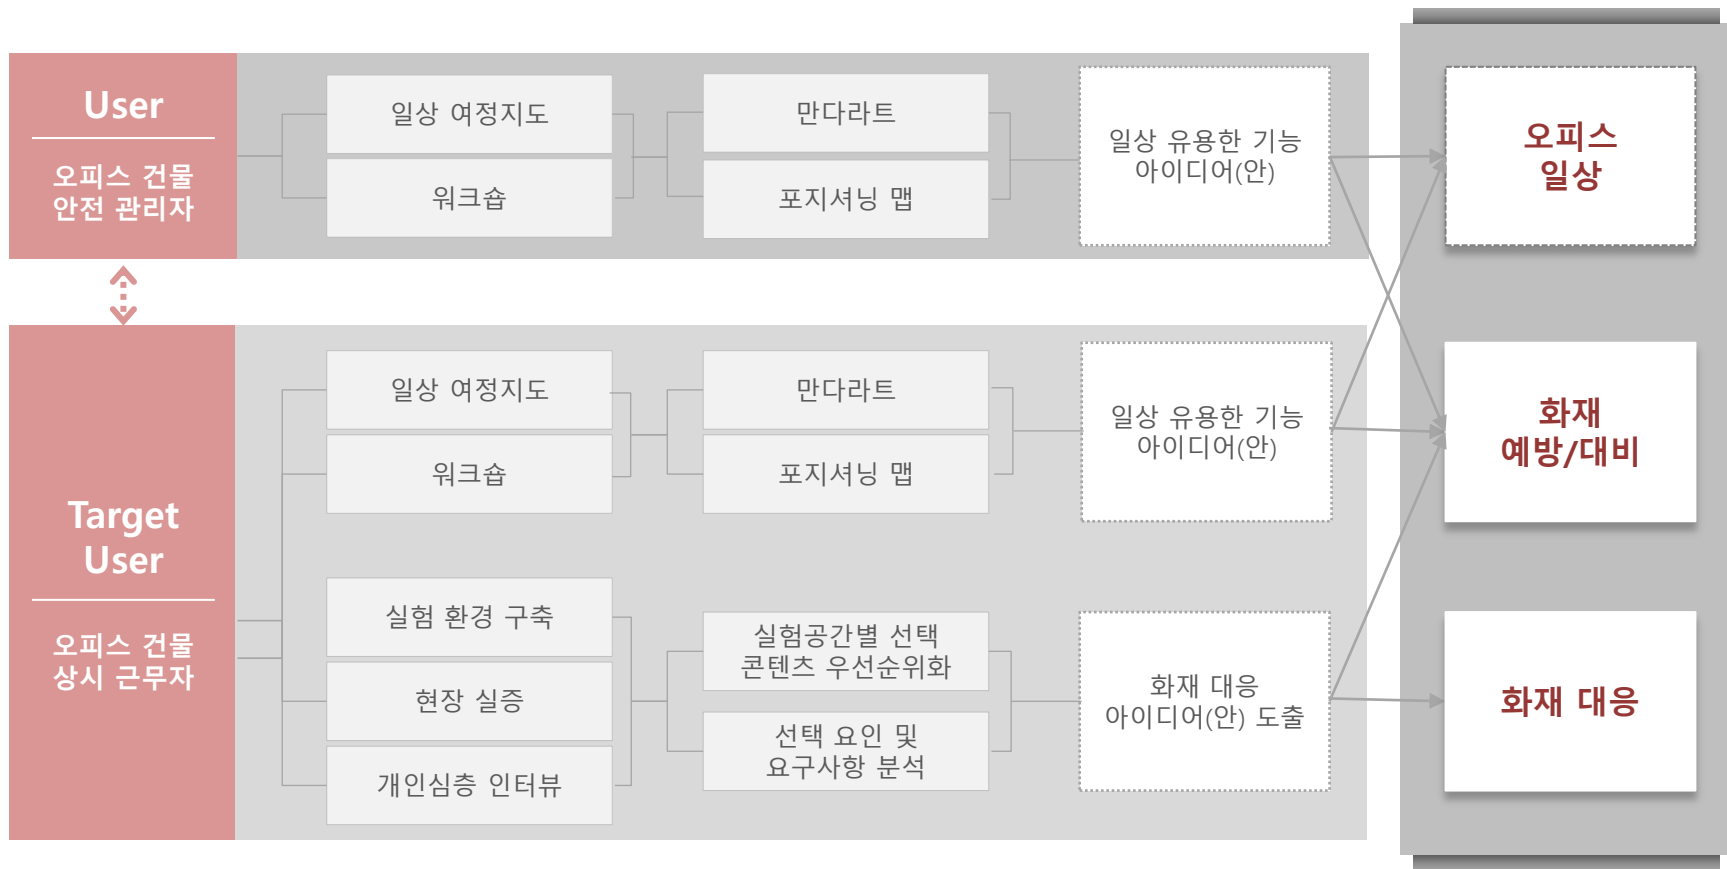 User
오피스 건물
안전 관리자
일상 여정지도
워크숍
만다라트
포지셔닝 맵
일상 유용한 기능
아이디어(안)
오피스
일상
Target
User
오피스 건물
상시 근무자
일상 여정지도
워크숍
만다라트
포지셔닝 맵
일상 유용한 기능
아이디어(안)
화재
예방/대비
실험 환경 구축
현장 실증
개인심층 인터뷰
실험공간별 선택
콘텐츠 우선순위화
선택 요인 및
요구사항 분석
화재 대응
아이디어(안) 도출
화재 대응